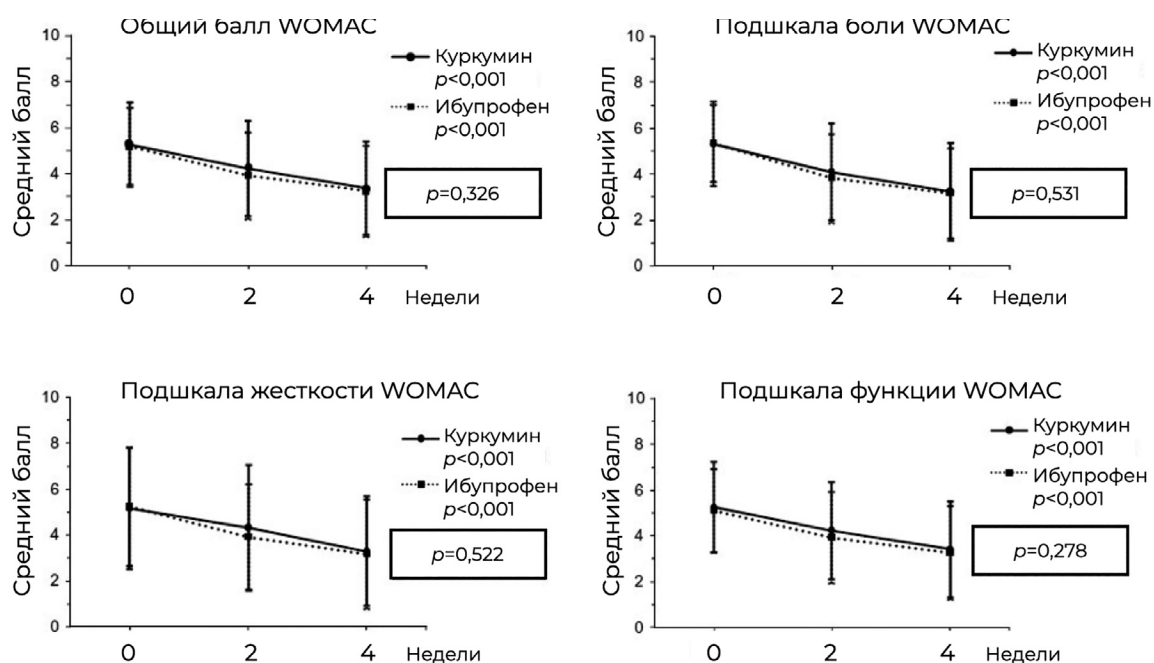 Общий балл WOMAC
10
8
6
4
2
0
Средний балл
Куркумин
p<0,001
Ибупрофен
p<0,001
p=0,326
0 2 4 Недели
Подшкала боли WOMAC
10
8
6
4
2
0
Средний балл
Куркумин
p<0,001
Ибупрофен
p<0,001
p=0,531
0 2 4 Недели
Подшкала жесткости WOMAC
10
8
6
4
2
0
Средний балл
Куркумин
p<0,001
Ибупрофен
p<0,001
p=0,522
0 2 4 Недели
Подшкала функции WOMAC
10
8
6
4
2
0
Средний балл
Куркумин
p<0,001
Ибупрофен
p<0,001
p=0,278
0 2 4 Недели